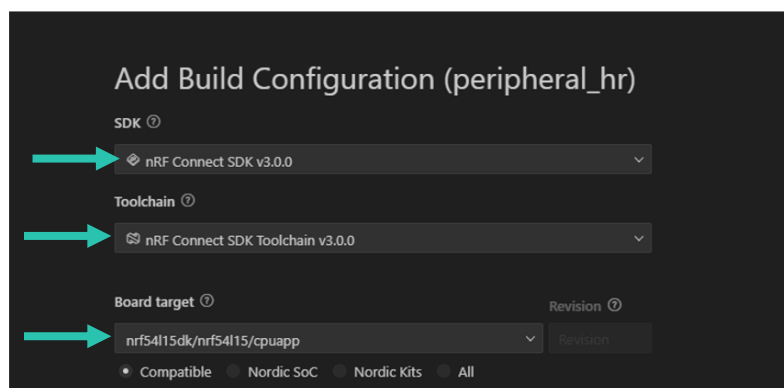 Add Build Configuration (peripheral_hr)
SDK
nRF Connect SDK v3.0.0
Toolchain
nRF Connect SDK Toolchain v3.0.0
Board target Revision
nrf54l15dk/nrf54l15/cpuapp Revision
Compatible Nordic SoC Nordic Kits All